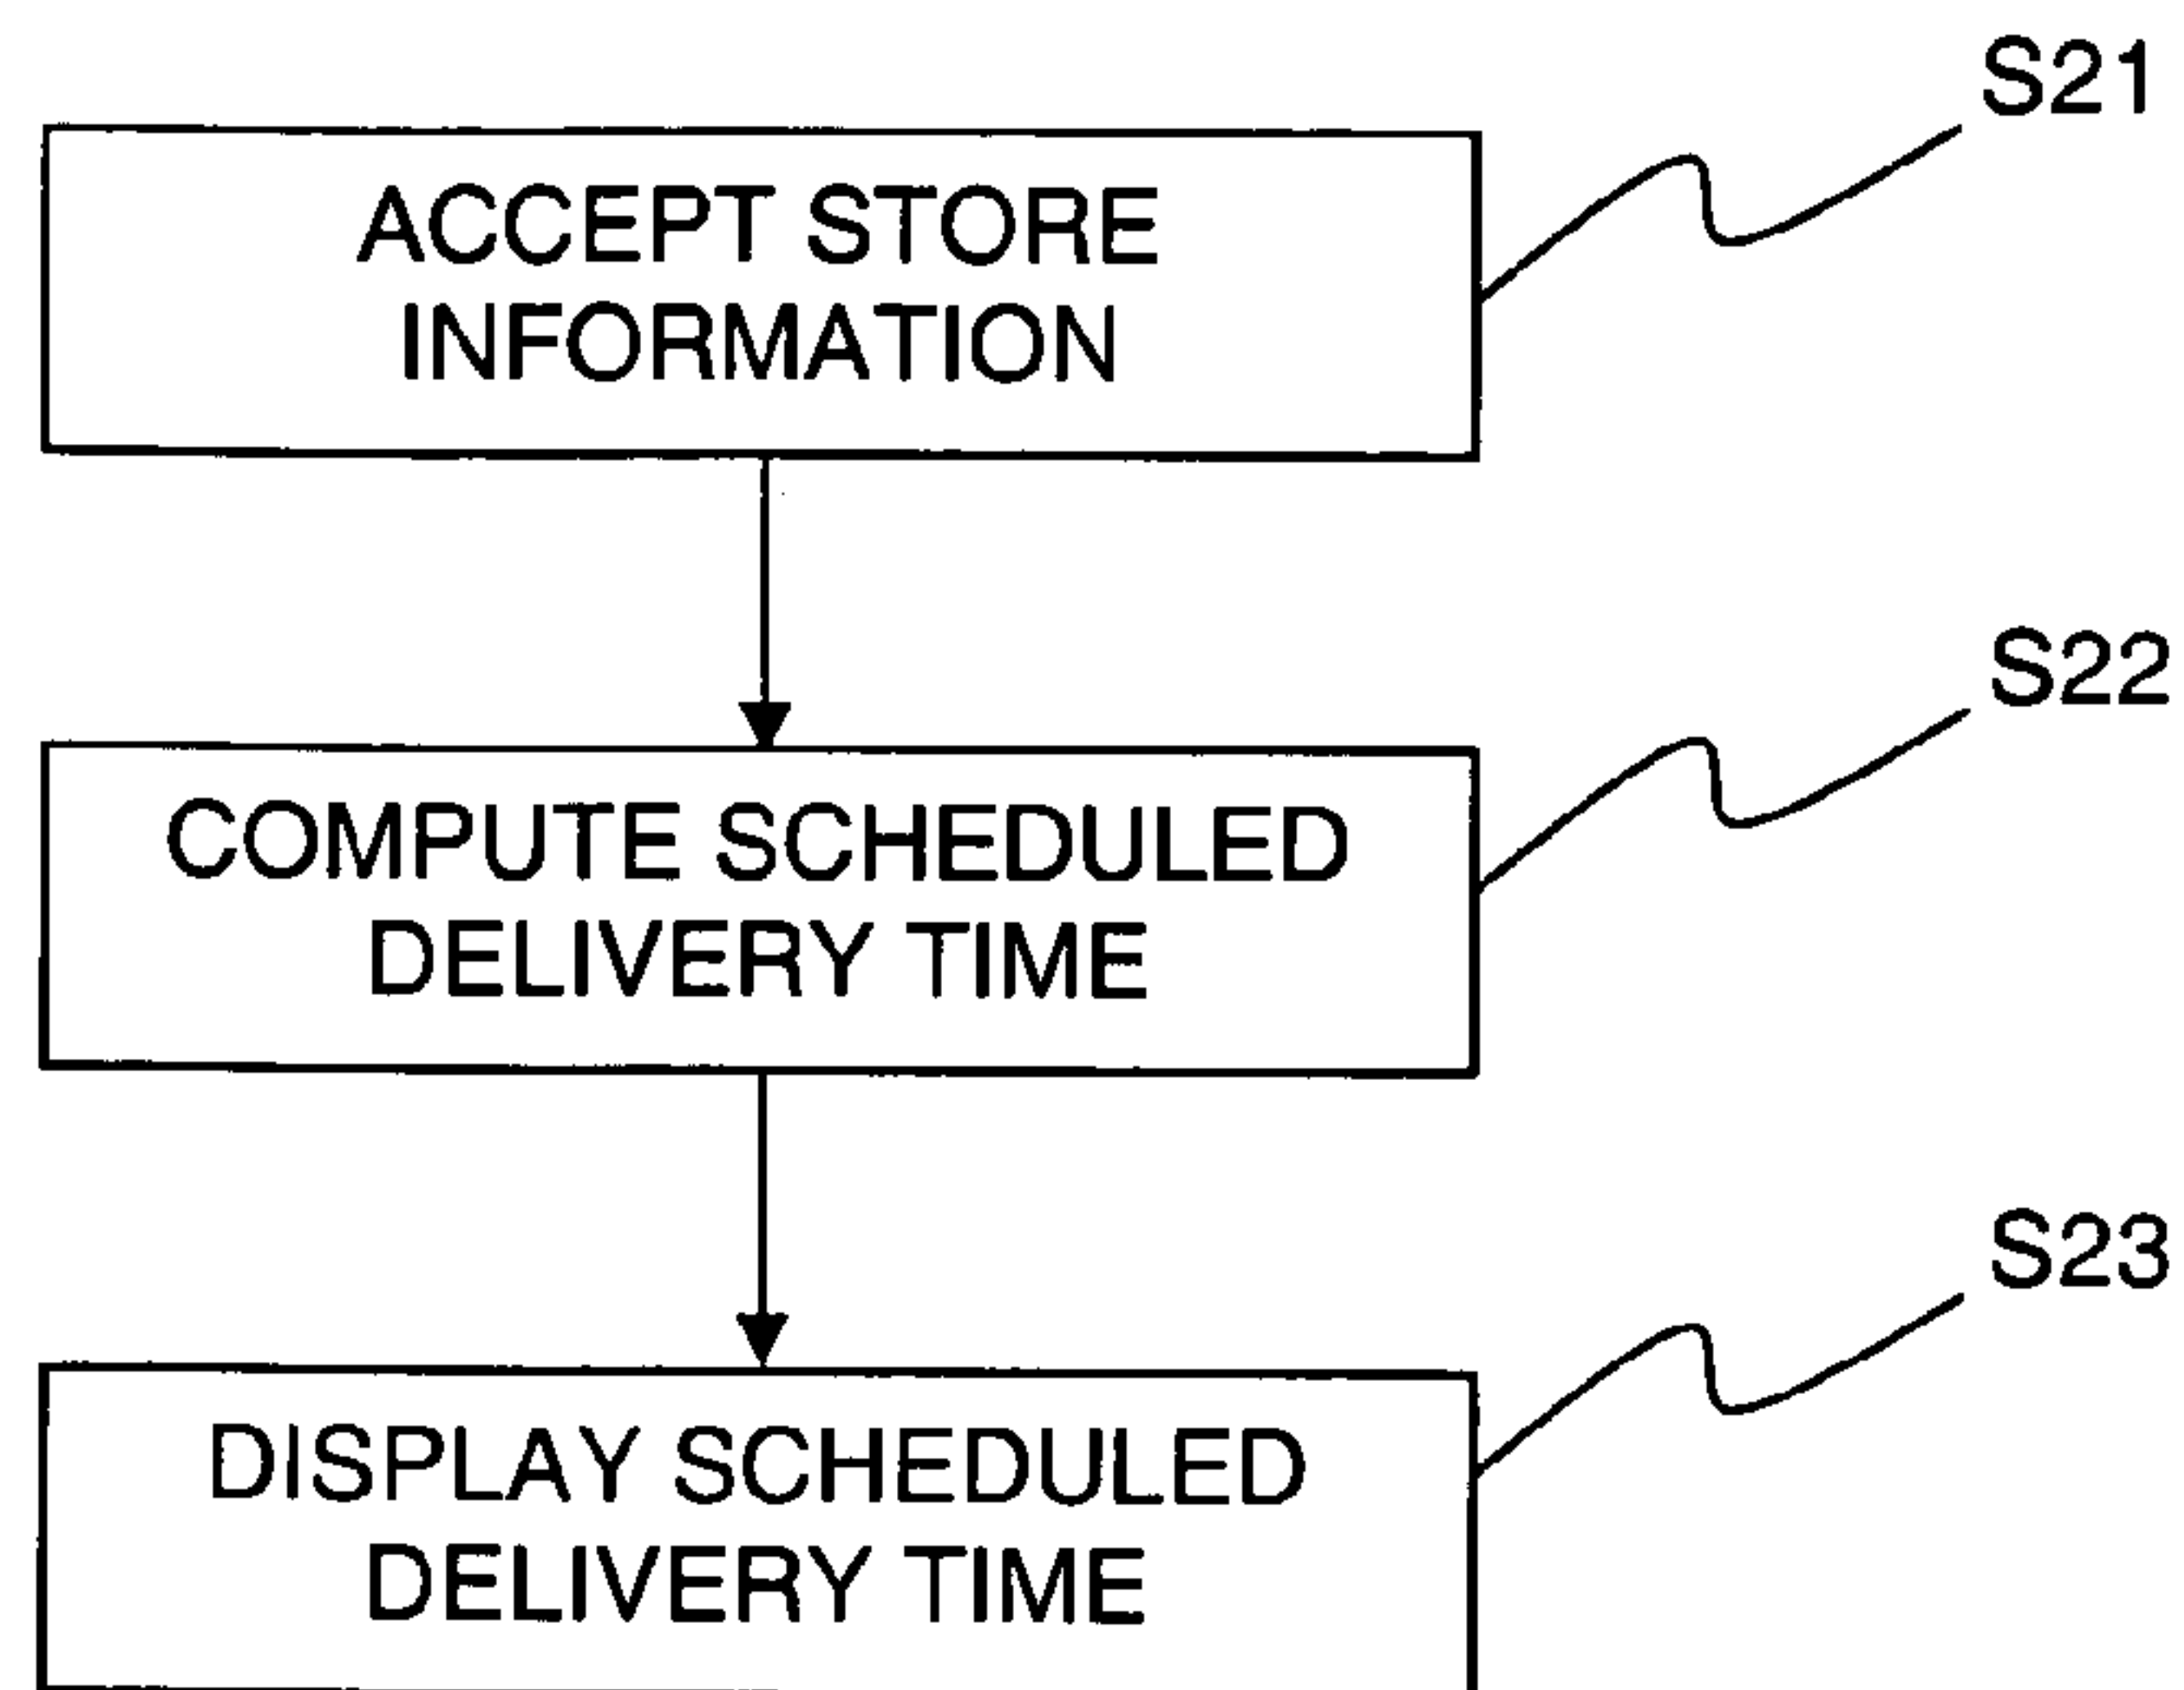 S21
ACCEPT STORE
INFORMATION
S22
COMPUTE SCHEDULED
DELIVERY TIME
S23
DISPLAY SCHEDULED
DELIVERY TIME